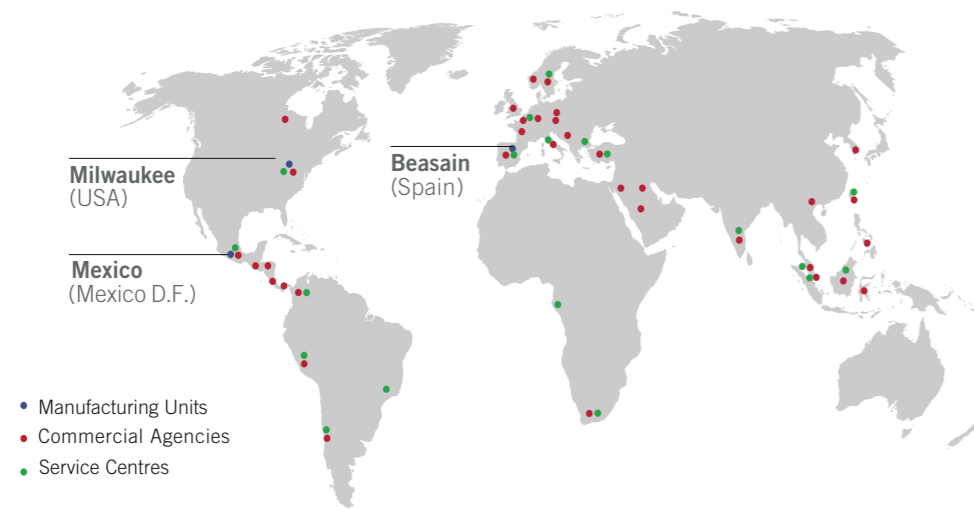 Milwaukee
(USA)
Beasain
(Spain)
Mexico
(Mexico D.F.)
Manufacturing Units
Commercial Agencies
Service Centres